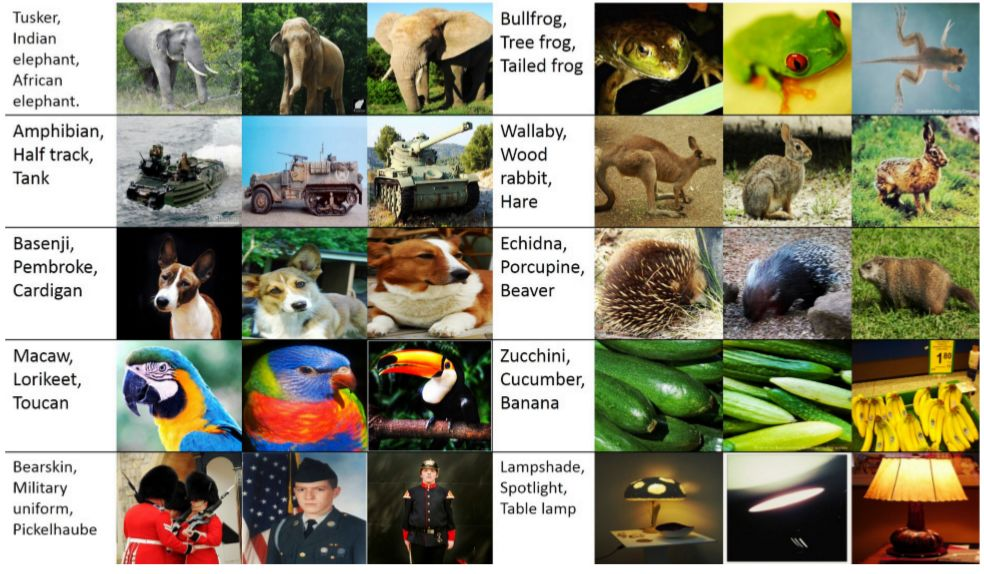 Tusker,
Indian
elephant,
African
elephant.
Bullfrog,
Tree frog,
Tailed frog
Amphibian,
Half track,
Tank
Wallaby,
Wood
rabbit,
Hare
Basenji,
Pembroke,
Cardigan
Echidna,
Porcupine,
Beaver
Macaw,
Lorikeet,
Toucan
Zucchini,
Cucumber,
Banana
1.80
Bearskin,
Military
uniform,
Pickelhaube
Lampshade,
Spotlight,
Table lamp